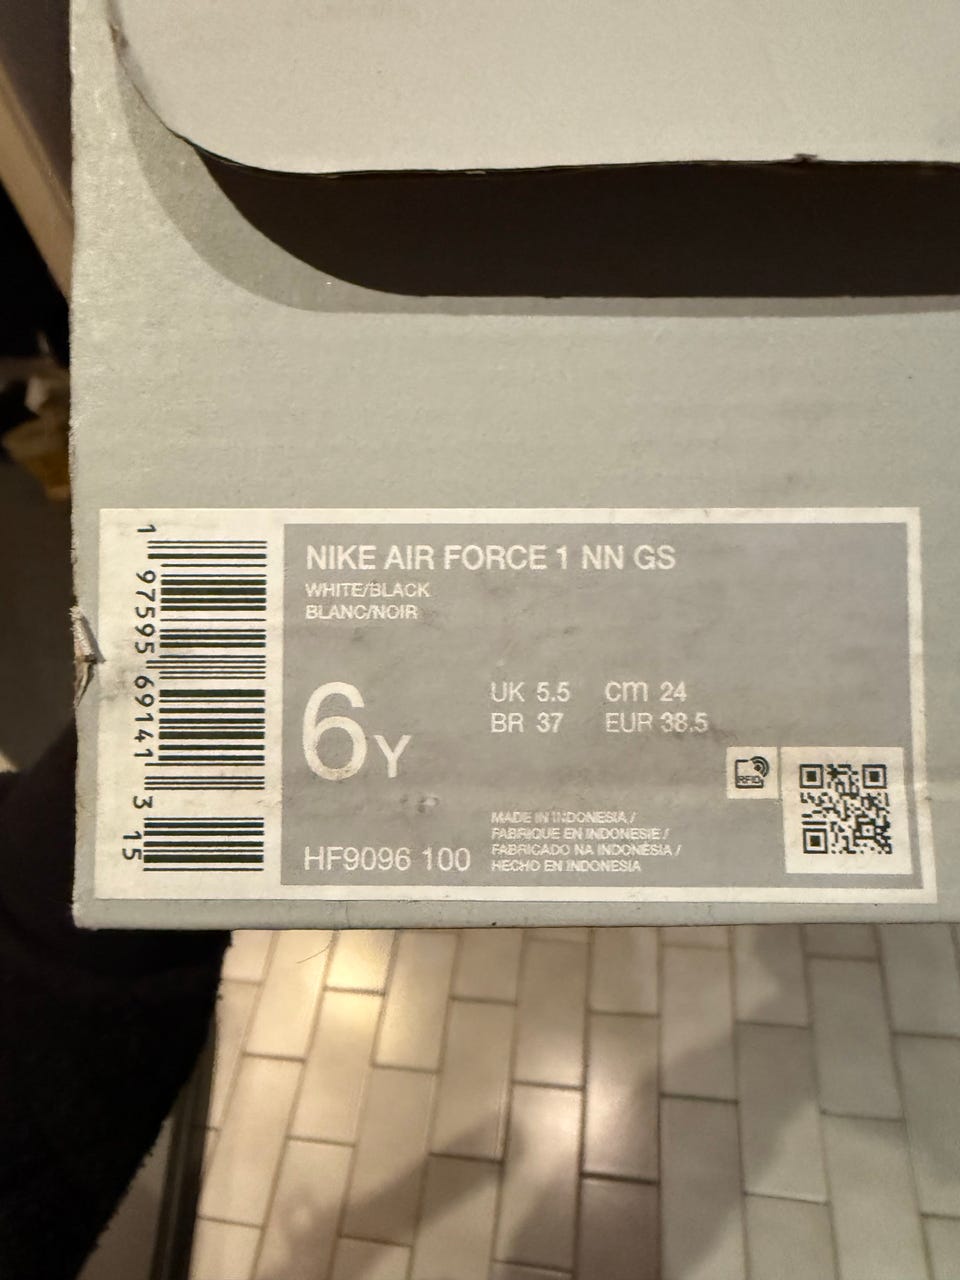 NIKE AIR FORCE 1 NN GS
WHITE/BLACK
BLANC/NOIR
6Y
UK 5.5 cm 24
BR 37 EUR 38.5
RFID
HF9096 100
MADE IN INDONESIA /
FABRIQUE EN INDONESIE /
FABRICADO NA INDONÉSIA /
HECHO EN INDONESIA
1 97595 69141 3 15